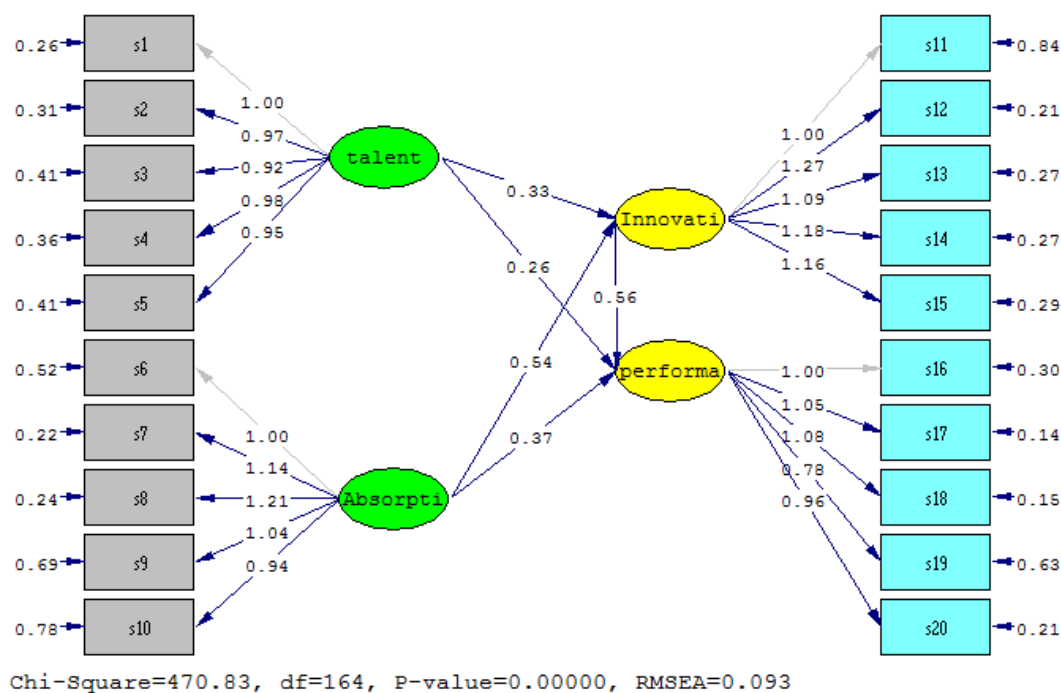 0.26 s1
0.31 s2
0.41 s3
0.36 s4
0.41 s5
0.52 s6
0.22 s7
0.24 s8
0.69 s9
0.78 s10
1.00
0.97
0.92
0.98
0.95
1.00
1.14
1.21
1.04
0.94
talent
Absorpti
0.33
0.26
0.54
0.37
0.56
Innovati
performa
1.00
1.27
1.09
1.18
1.16
1.00
1.05
1.08
0.78
0.96
s11 0.84
s12 0.21
s13 0.27
s14 0.27
s15 0.29
s16 0.30
s17 0.14
s18 0.15
s19 0.63
s20 0.21
Chi-Square=470.83, df=164, P-value=0.00000, RMSEA=0.093